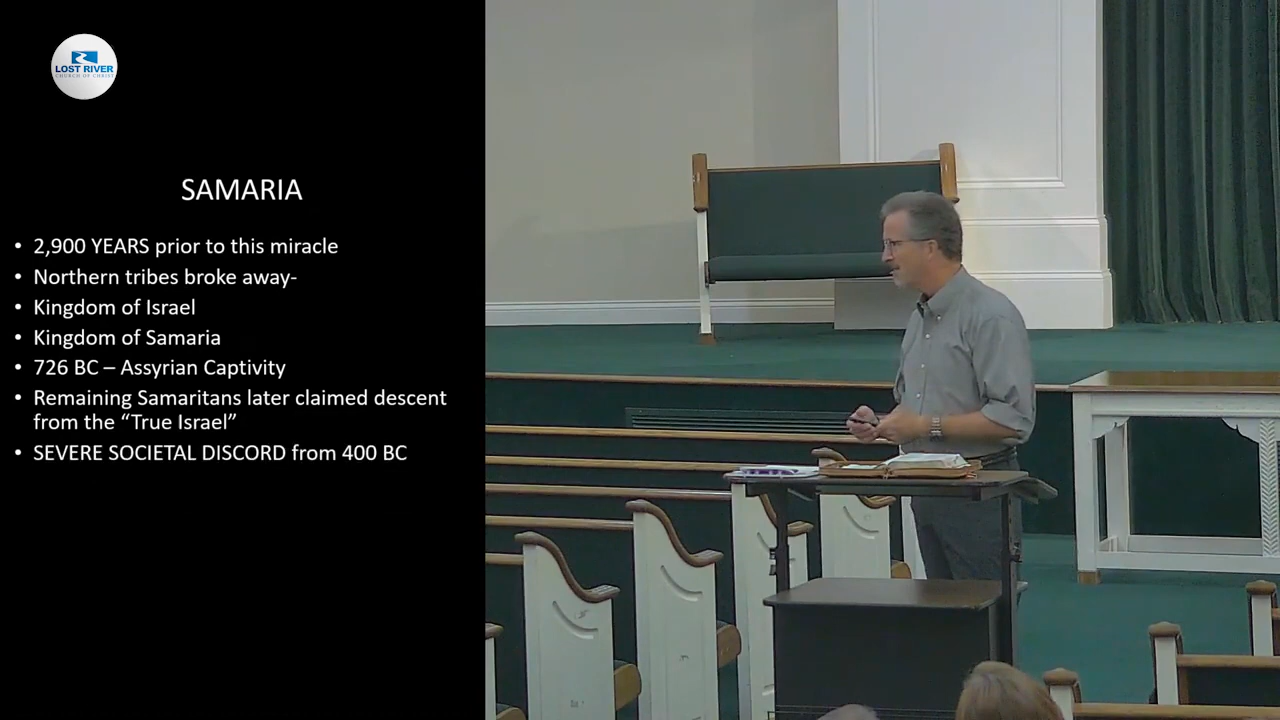 LOST RIVER
CHURCH OF CHRIST
SAMARIA
• 2,900 YEARS prior to this miracle
• Northern tribes broke away-
• Kingdom of Israel
• Kingdom of Samaria
• 726 BC – Assyrian Captivity
• Remaining Samaritans later claimed descent
from the “True Israel”
• SEVERE SOCIETAL DISCORD from 400 BC